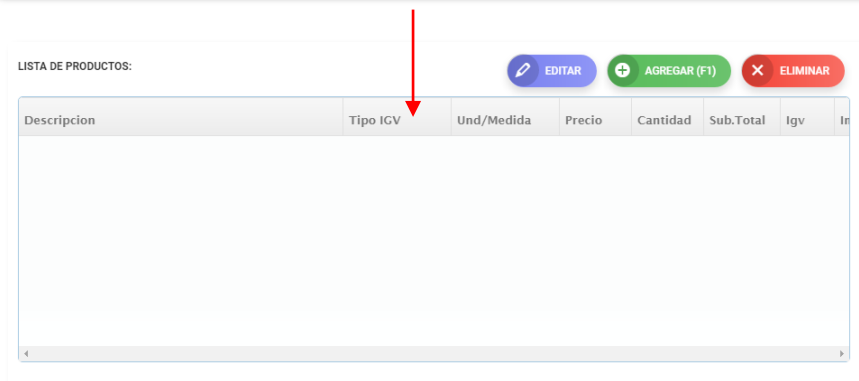 LISTA DE PRODUCTOS:
EDITAR
AGREGAR (F1)
ELIMINAR
Descripcion Tipo IGV Und/Medida Precio Cantidad Sub.Total Igv